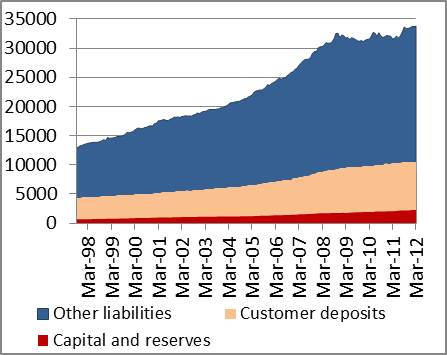 35000
30000
25000
20000
15000
10000
5000
0
Mar-98
Mar-99
Mar-00
Mar-01
Mar-02
Mar-03
Mar-04
Mar-05
Mar-06
Mar-07
Mar-08
Mar-09
Mar-10
Mar-11
Mar-12
Other liabilities
Customer deposits
Capital and reserves